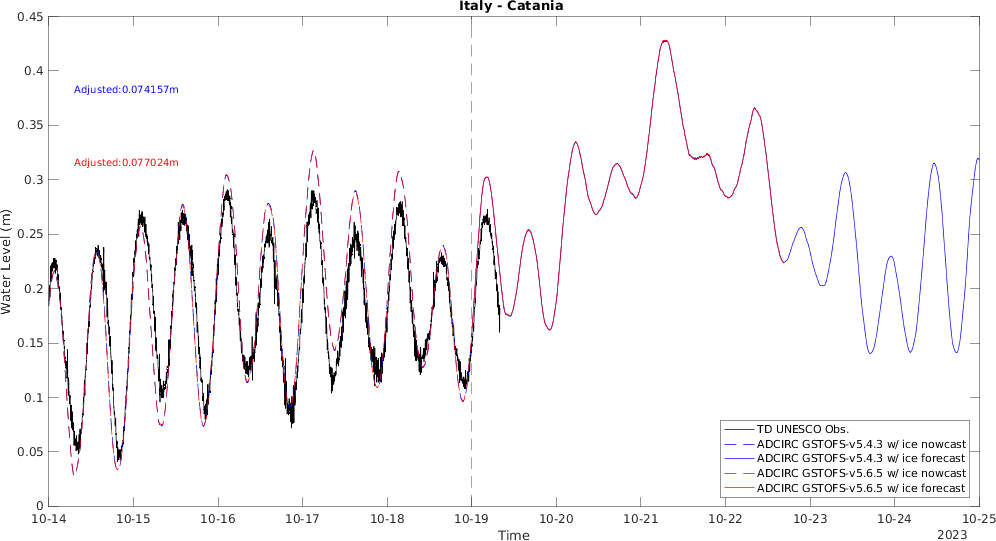 Italy - Catania
0.45
0.4
0.35
0.3
0.25
0.2
0.15
0.1
0.05
0
Water Level (m)
Adjusted:0.074157m
Adjusted:0.077024m
TD UNESCO Obs.
ADCIRC GSTOFS-v5.4.3 w/ ice nowcast
ADCIRC GSTOFS-v5.4.3 w/ ice forecast
ADCIRC GSTOFS-v5.6.5 w/ ice nowcast
ADCIRC GSTOFS-v5.6.5 w/ ice forecast
10-14 10-15 10-16 10-17 10-18 10-19 10-20 10-21 10-22 10-23 10-24 10-25
Time
2023